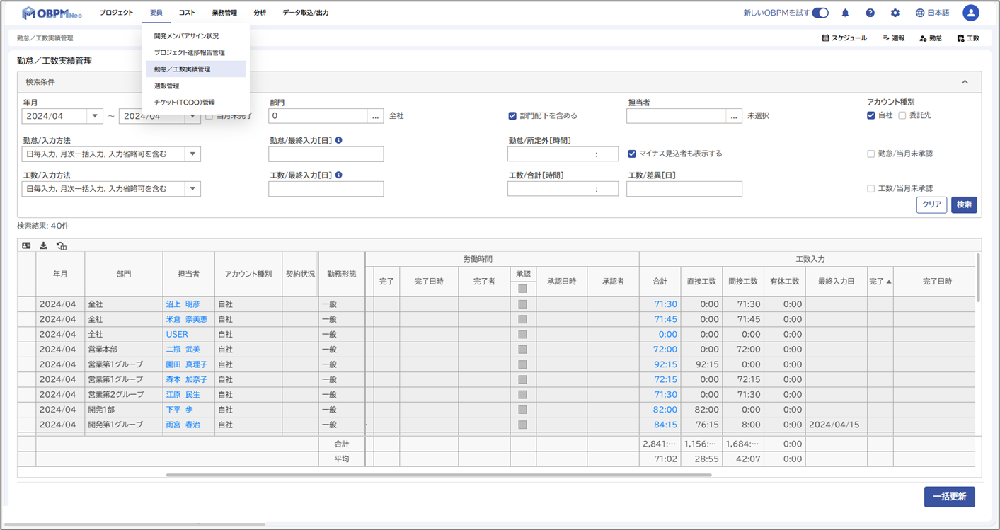 OBPM Neo プロジェクト 要員 コスト 業務管理 分析 データ取込/出力 新しいOBPMを試す 日本語
勤怠／工数実績管理 スケジュール 週報 勤怠 工数
開発メンバアサイン状況
プロジェクト進捗報告管理
勤怠／工数実績管理
週報管理
チケット(TODO)管理
勤怠／工数実績管理
検索条件
年月 部門 担当者 アカウント種別
2024/04 ～ 2024/04 当月未完了 0 ... 全社 部門配下を含める ... 未選択 自社 委託先
勤怠/入力方法 勤怠/最終入力[日] 勤怠/所定外[時間]
日毎入力, 月次一括入力, 入力省略可を含む : マイナス見込者も表示する 勤怠/当月未承認
工数/入力方法 工数/最終入力[日] 工数/合計[時間] 工数/差異[日]
日毎入力, 月次一括入力, 入力省略可を含む : 工数/当月未承認
クリア 検索
検索結果: 40件
労働時間 工数入力
年月 部門 担当者 アカウント種別 契約状況 勤務形態 完了 完了日時 完了者 承認 承認日時 承認者 合計 直接工数 間接工数 有休工数 最終入力日 完了▲ 完了日時
2024/04 全社 沼上 明彦 自社 一般 71:30 0:00 71:30 0:00
2024/04 全社 米倉 奈美恵 自社 一般 71:45 0:00 71:45 0:00
2024/04 全社 USER 自社 一般 0:00 0:00 0:00 0:00
2024/04 営業本部 二瓶 武美 自社 一般 72:00 0:00 72:00 0:00
2024/04 営業第1グループ 園田 真理子 自社 一般 92:15 92:15 0:00 0:00
2024/04 営業第1グループ 森本 加奈子 自社 一般 72:15 0:00 72:15 0:00
2024/04 営業第2グループ 江原 民生 自社 一般 71:30 0:00 71:30 0:00
2024/04 開発1部 下平 歩 自社 一般 82:00 82:00 0:00 0:00
2024/04 開発第1グループ 雨宮 春治 自社 一般 84:15 76:15 8:00 0:00 2024/04/15
合計 2,841:… 1,156:… 1,684:… 0:00
平均 71:02 28:55 42:07 0:00
一括更新